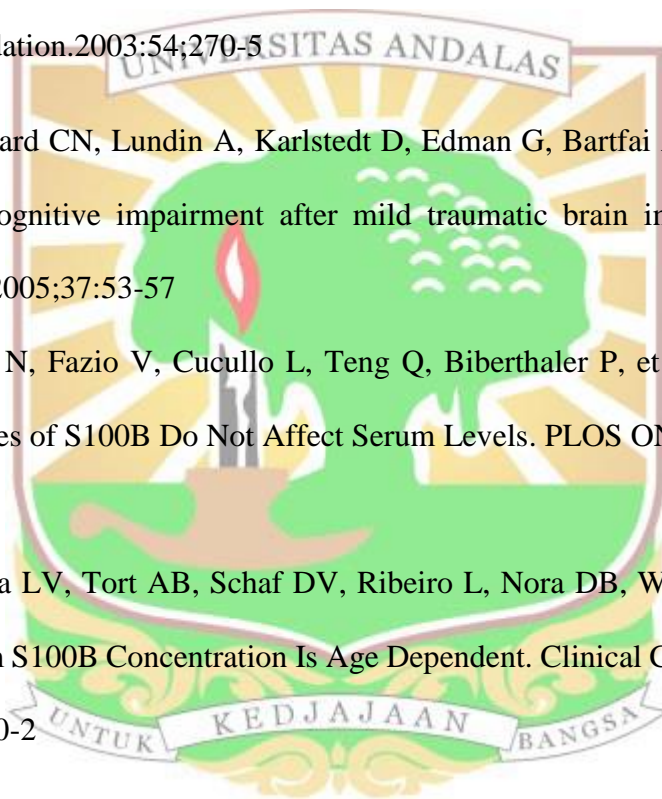 lation.2003:54;270-5
UNIVERSITAS ANDALAS
ard CN, Lundin A, Karlstedt D, Edman G, Bartfai
ognitive impairment after mild traumatic brain in
2005;37:53-57
N, Fazio V, Cucullo L, Teng Q, Biberthaler P, et
es of S100B Do Not Affect Serum Levels. PLOS ON
a LV, Tort AB, Schaf DV, Ribeiro L, Nora DB, W
S100B Concentration Is Age Dependent. Clinical C
0-2
UNTUK KEDJAJAAN BANGSA